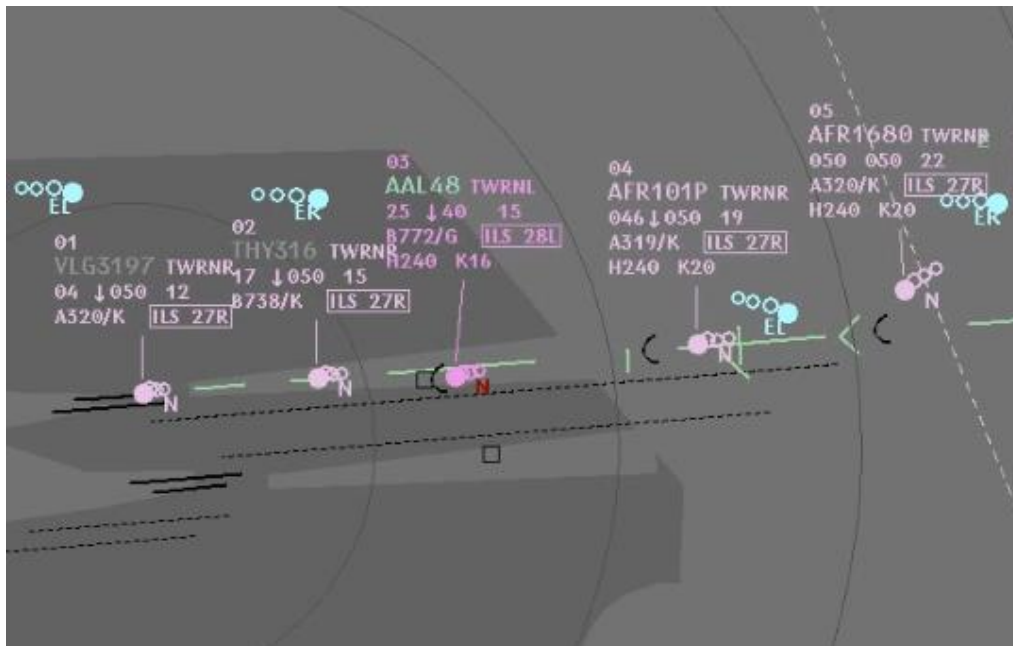 05
AFR1680 TWRNR
050 050 22
A320/K ILS 27R
H240 K20
ER
N
04
AFR101P TWRNR
046↓050 19
A319/K ILS 27R
H240 K20
EL
N
03
AAL48 TWRNL
25 ↓40 15
B772/G ILS 28L
H240 K16
N
02
THY316 TWRNR
17 ↓050 15
B738/K ILS 27R
ER
N
01
VLG3197 TWRNR
04 ↓050 12
A320/K ILS 27R
EL
N